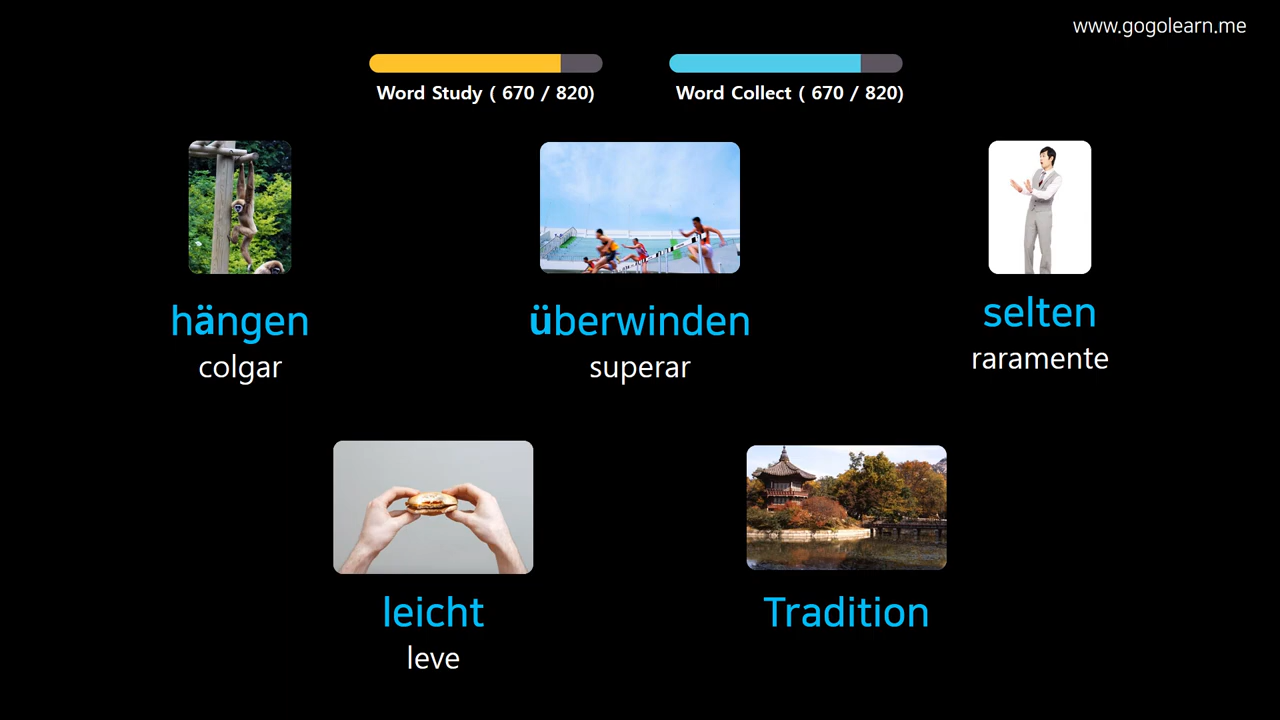 www.gogolearn.me
Word Study ( 670 / 820)
Word Collect ( 670 / 820)
hängen
colgar
überwinden
superar
selten
raramente
leicht
leve
Tradition